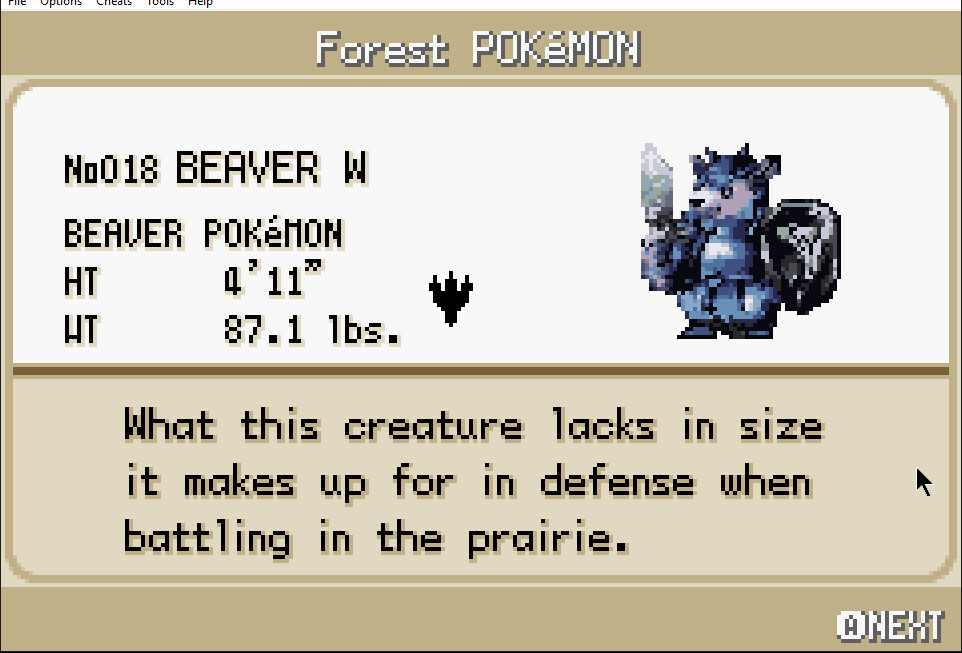 File Options Cheats Tools Help
Forest POKéMON
No018 BEAVER W
BEAVER POKéMON
HT 4'11"
WT 87.1 lbs.
What this creature lacks in size
it makes up for in defense when
battling in the prairie.
A NEXT